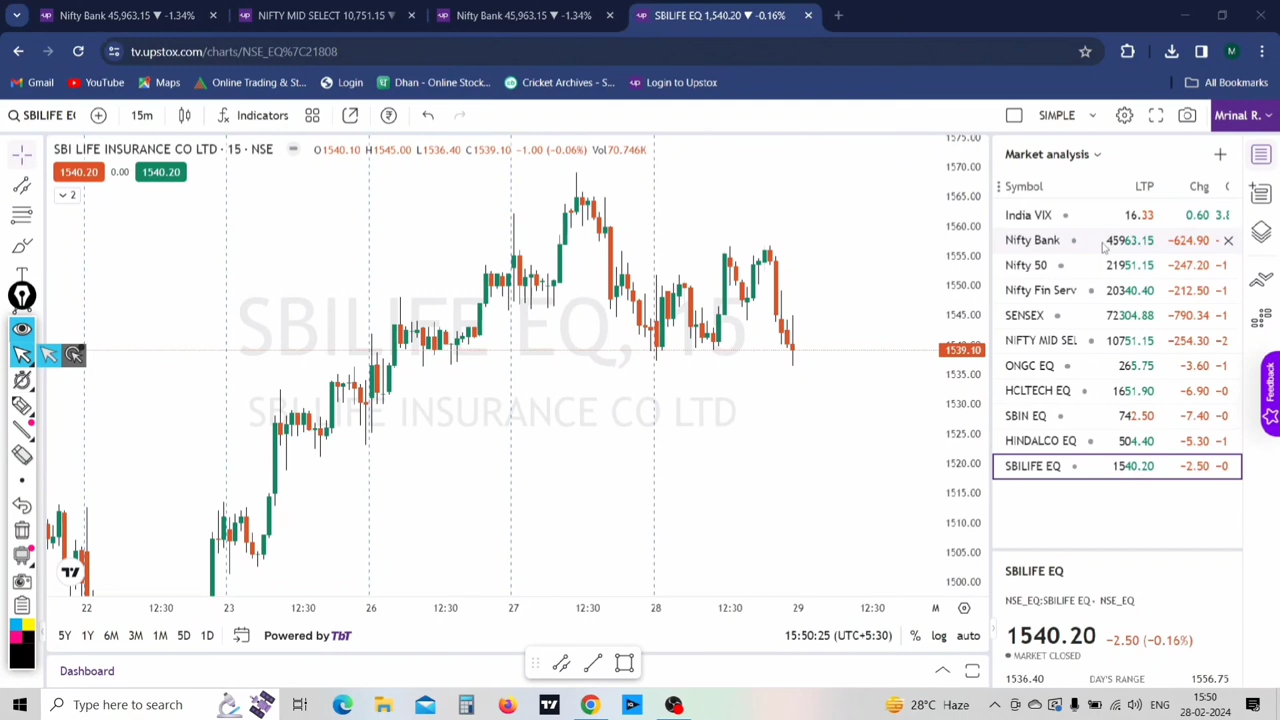 Nifty Bank 45,963.15 ▼ -1.34%
NIFTY MID SELECT 10,751.15 ▼
Nifty Bank 45,963.15 ▼ -1.34%
SBILIFE EQ 1,540.20 ▼ -0.16%
tv.upstox.com/charts/NSE_EQ%7C21808
Gmail
YouTube
Maps
Online Trading & St...
Login
Dhan - Online Stock...
Cricket Archives - S...
Login to Upstox
All Bookmarks
SBILIFE E
15m
Indicators
SIMPLE
Mrinal R.
SBI LIFE INSURANCE CO LTD · 15 · NSE
O1540.10 H1545.00 L1536.40 C1539.10 -1.00 (-0.06%) Vol70.746K
1540.20 0.00 1540.20
2
SBILIFE EQ, 15
SBI LIFE INSURANCE CO LTD
1575.00
1570.00
1565.00
1560.00
1555.00
1550.00
1545.00
1539.10
1535.00
1530.00
1525.00
1520.00
1515.00
1510.00
1505.00
1500.00
22 12:30 23 12:30 26 12:30 27 12:30 28 12:30 29 12:30 M
5Y 1Y 6M 3M 1M 5D 1D
Powered by TbT
15:50:25 (UTC+5:30) % log auto
Dashboard
Market analysis
Symbol LTP Chg
India VIX 16.33 0.60 3.8
Nifty Bank 45963.15 -624.90 -
Nifty 50 21951.15 -247.20 -1
Nifty Fin Serv 20340.40 -212.50 -1
SENSEX 72304.88 -790.34 -1
NIFTY MID SEL 10751.15 -254.30 -2
ONGC EQ 265.75 -3.60 -1
HCLTECH EQ 1651.90 -6.90 -0
SBIN EQ 742.50 -7.40 -0
HINDALCO EQ 504.40 -5.30 -1
SBILIFE EQ 1540.20 -2.50 -0
SBILIFE EQ
NSE_EQ:SBILIFE EQ • NSE_EQ
1540.20 -2.50 (-0.16%)
MARKET CLOSED
1536.40 DAY'S RANGE 1556.75
Feedback
Type here to search
28°C Haze
ENG
15:50
28-02-2024